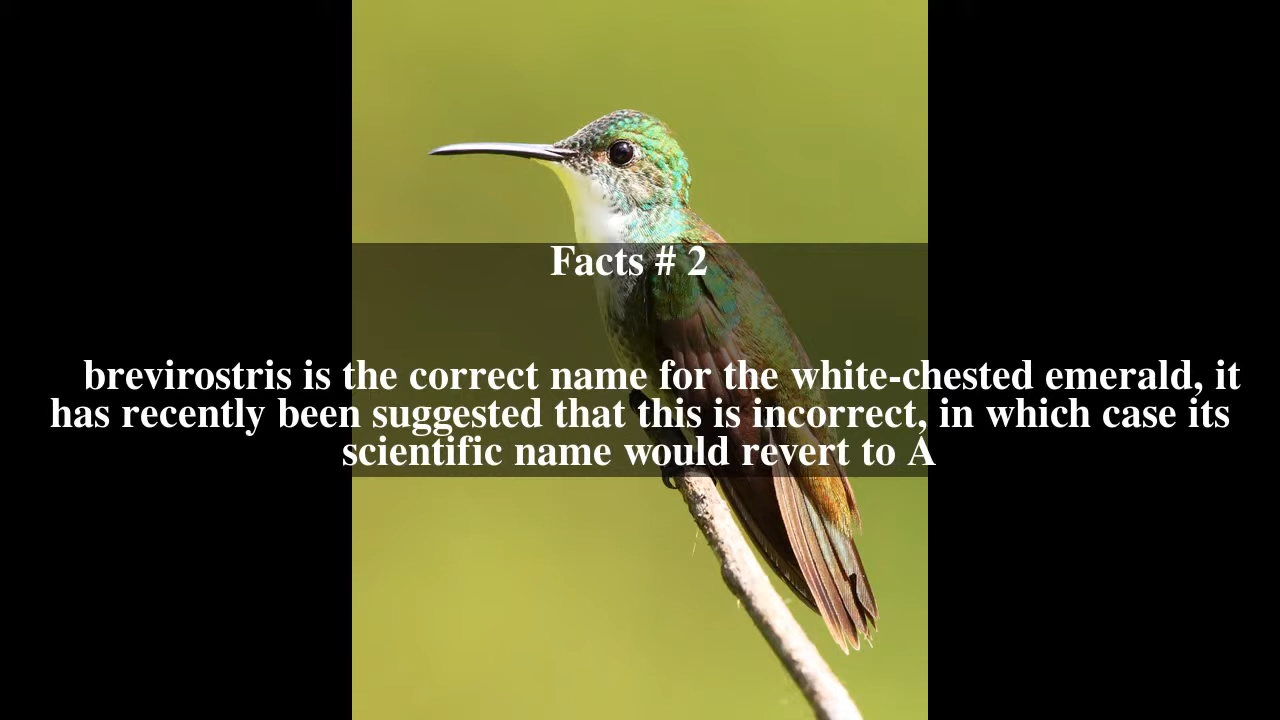 Facts # 2
brevirostris is the correct name for the white-chested emerald, it
has recently been suggested that this is incorrect, in which case its
scientific name would revert to A